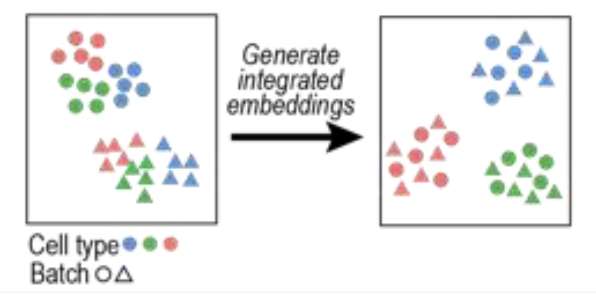 Generate
integrated
embeddings
Cell type
Batch